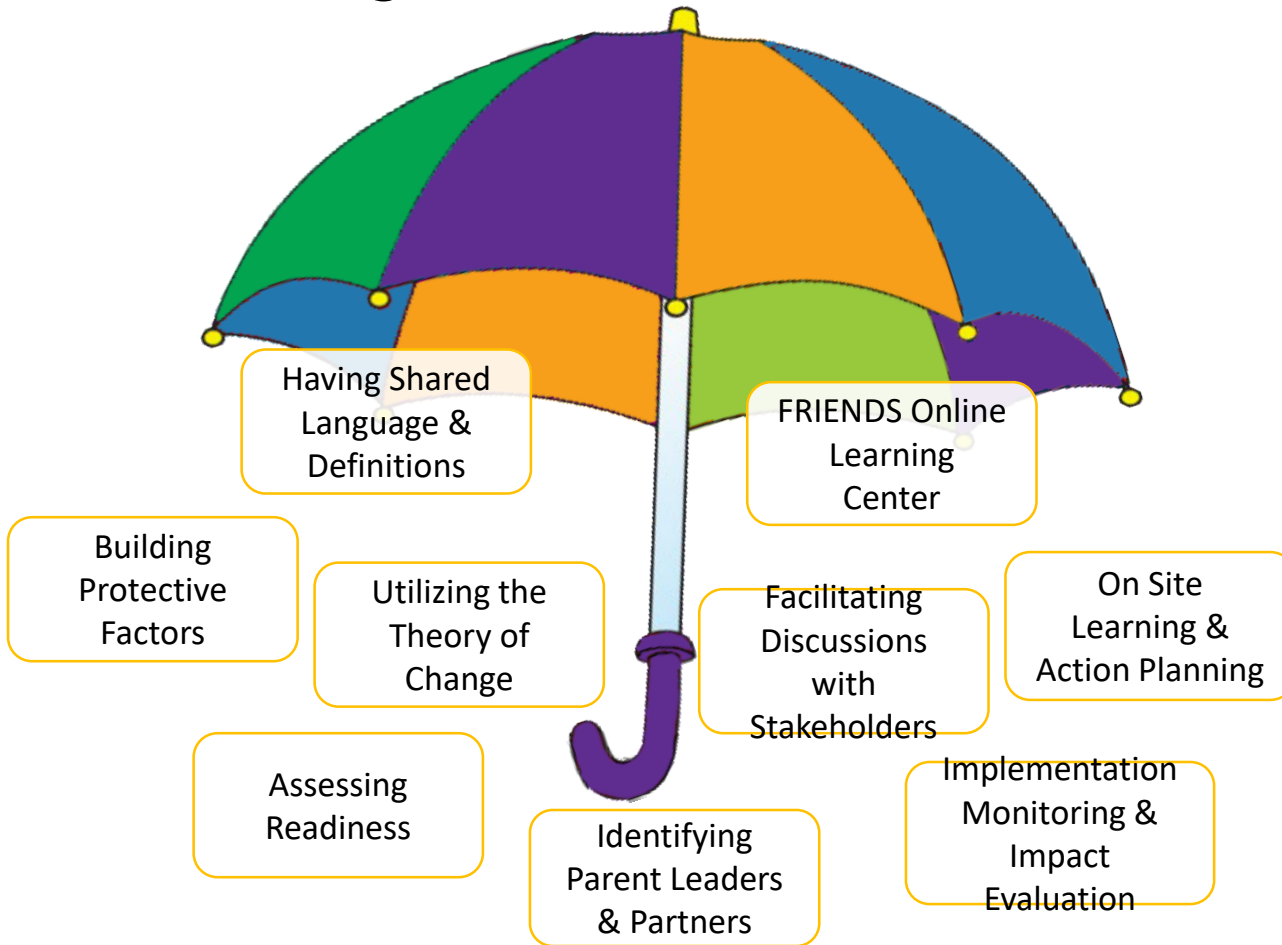 Having Shared
Language &
Definitions
FRIENDS Online
Learning
Center
Building
Protective
Factors
Utilizing the
Theory of
Change
Facilitating
Discussions
with
Stakeholders
On Site
Learning &
Action Planning
Assessing
Readiness
Identifying
Parent Leaders
& Partners
Implementation
Monitoring &
Impact
Evaluation